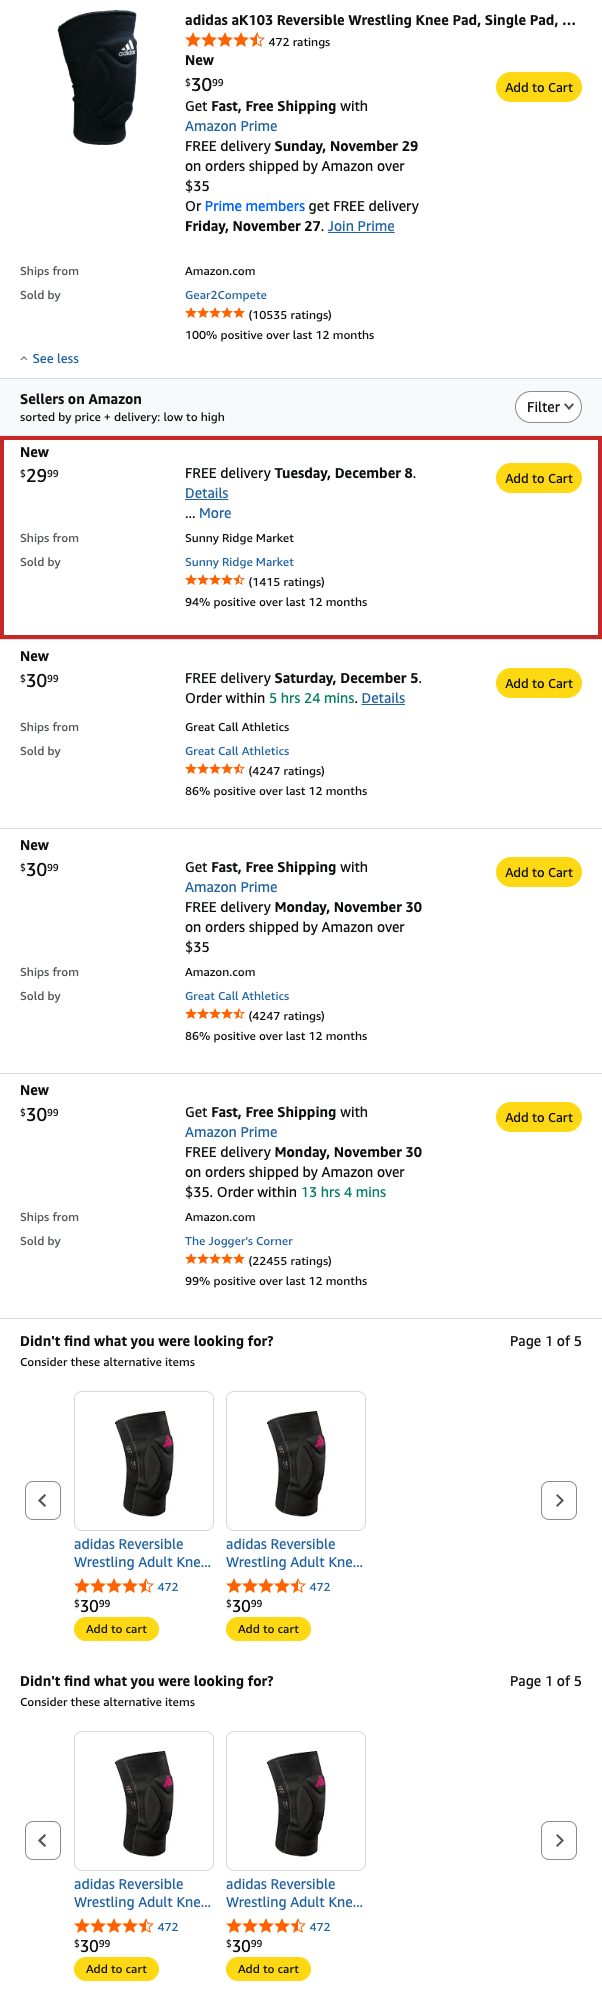 adidas aK103 Reversible Wrestling Knee Pad, Single Pad, ...
472 ratings
New
$30.99
Add to Cart
Get Fast, Free Shipping with
Amazon Prime
FREE delivery Sunday, November 29
on orders shipped by Amazon over
$35
Or Prime members get FREE delivery
Friday, November 27. Join Prime
Ships from Amazon.com
Sold by Gear2Compete
(10535 ratings)
100% positive over last 12 months
See less
Sellers on Amazon
sorted by price + delivery: low to high
Filter
New
$29.99
FREE delivery Tuesday, December 8.
Details
... More
Add to Cart
Ships from Sunny Ridge Market
Sold by Sunny Ridge Market
(1415 ratings)
94% positive over last 12 months
New
$30.99
FREE delivery Saturday, December 5.
Order within 5 hrs 24 mins. Details
Add to Cart
Ships from Great Call Athletics
Sold by Great Call Athletics
(4247 ratings)
86% positive over last 12 months
New
$30.99
Get Fast, Free Shipping with
Amazon Prime
FREE delivery Monday, November 30
on orders shipped by Amazon over
$35
Add to Cart
Ships from Amazon.com
Sold by Great Call Athletics
(4247 ratings)
86% positive over last 12 months
New
$30.99
Get Fast, Free Shipping with
Amazon Prime
FREE delivery Monday, November 30
on orders shipped by Amazon over
$35. Order within 13 hrs 4 mins
Add to Cart
Ships from Amazon.com
Sold by The Jogger's Corner
(22455 ratings)
99% positive over last 12 months
Didn't find what you were looking for? Page 1 of 5
Consider these alternative items
adidas Reversible
Wrestling Adult Kne...
472
$30.99
Add to cart
adidas Reversible
Wrestling Adult Kne...
472
$30.99
Add to cart
Didn't find what you were looking for? Page 1 of 5
Consider these alternative items
adidas Reversible
Wrestling Adult Kne...
472
$30.99
Add to cart
adidas Reversible
Wrestling Adult Kne...
472
$30.99
Add to cart